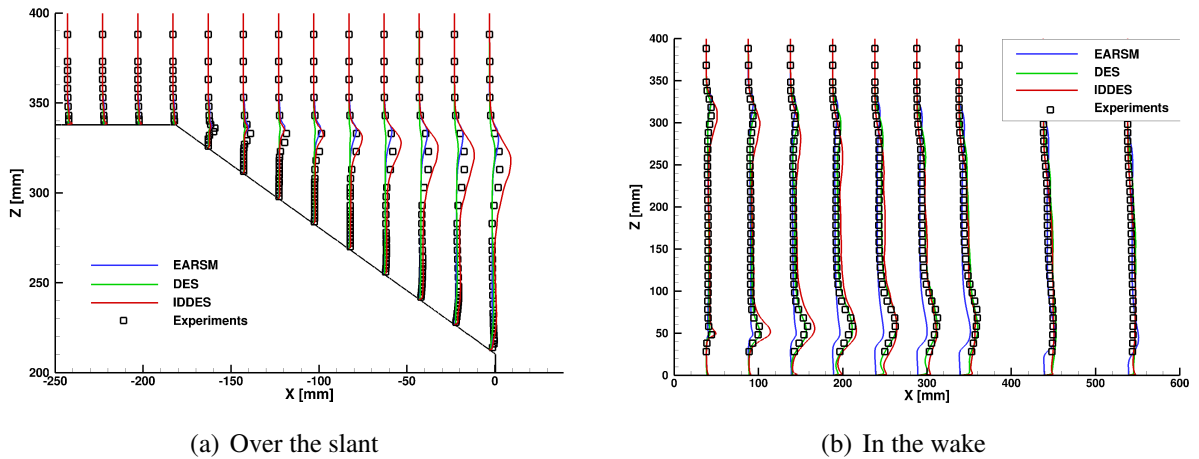 400
350
300
250
200
Z [mm]
-250
-200
-150
-100
-50
0
X [mm]
EARSM
DES
IDDES
Experiments
(a) Over the slant
400
350
300
250
200
150
100
50
0
Z [mm]
0
100
200
300
400
500
600
X [mm]
EARSM
DES
IDDES
Experiments
(b) In the wake